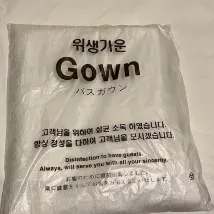 위생가운
Gown
バスガウン
고객님을 위하여 살균 소독 하였습니다.
항상 정성을 다하여 고객님을 모시겠습니다.
Disinfection to have guests.
Always, will serve you with all your sincerity.